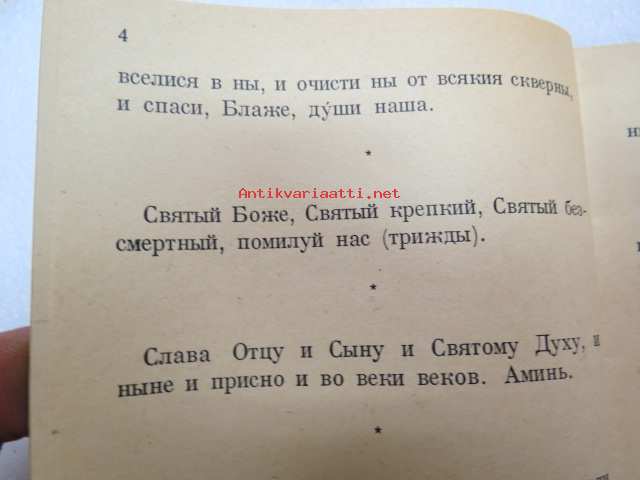 4
вселися в ны, и очисти ны от всякия скверны,
и спаси, Блаже, ду́ши наша.
*
Antikvariaatti.net
Святый Боже, Святый крепкий, Святый без-
смертный, помилуй нас (трижды).
*
Слава Отцу и Сыну и Святому Духу, и
ныне и присно и во веки веков. Аминь.
*